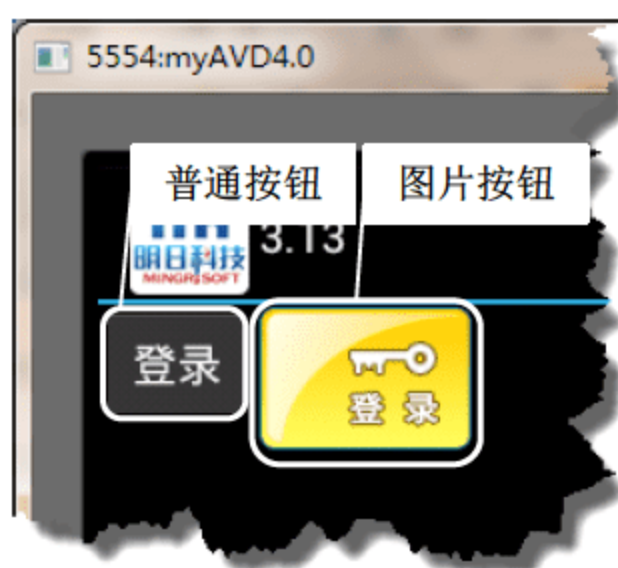 5554:myAVD4.0
普通按钮
图片按钮
明日科技
MINGRISOFT
3.13
登录
登 录